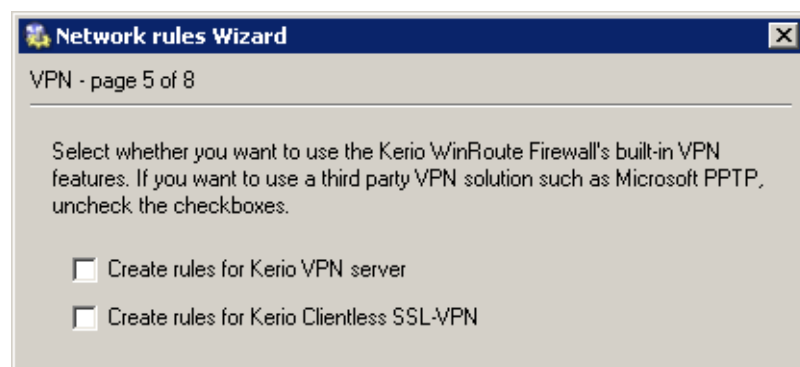 Network rules Wizard
VPN - page 5 of 8
Select whether you want to use the Kerio WinRoute Firewall's built-in VPN
features. If you want to use a third party VPN solution such as Microsoft PPTP,
uncheck the checkboxes.
Create rules for Kerio VPN server
Create rules for Kerio Clientless SSL-VPN